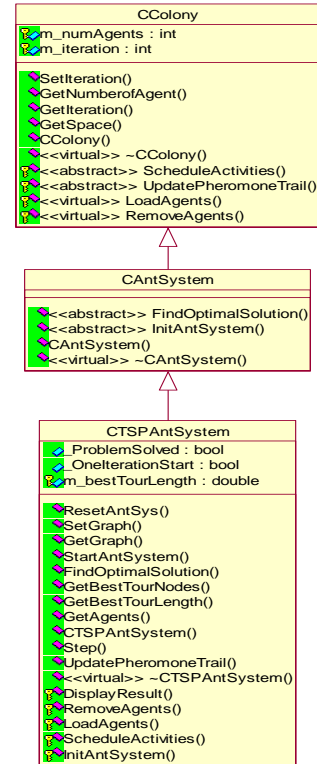 CColony
m_numAgents : int
m_iteration : int
SetIteration()
GetNumberofAgent()
GetIteration()
GetSpace()
CColony()
<<virtual>> ~CColony()
<<abstract>> ScheduleActivities()
<<abstract>> UpdatePheromoneTrail()
<<virtual>> LoadAgents()
<<virtual>> RemoveAgents()
CAntSystem
<<abstract>> FindOptimalSolution()
<<abstract>> InitAntSystem()
CAntSystem()
<<virtual>> ~CAntSystem()
CTSPAntSystem
_ProblemSolved : bool
_OneIterationStart : bool
m_bestTourLength : double
ResetAntSys()
SetGraph()
GetGraph()
StartAntSystem()
FindOptimalSolution()
GetBestTourNodes()
GetBestTourLength()
GetAgents()
CTSPAntSystem()
Step()
UpdatePheromoneTrail()
<<virtual>> ~CTSPAntSystem()
DisplayResult()
RemoveAgents()
LoadAgents()
ScheduleActivities()
InitAntSystem()